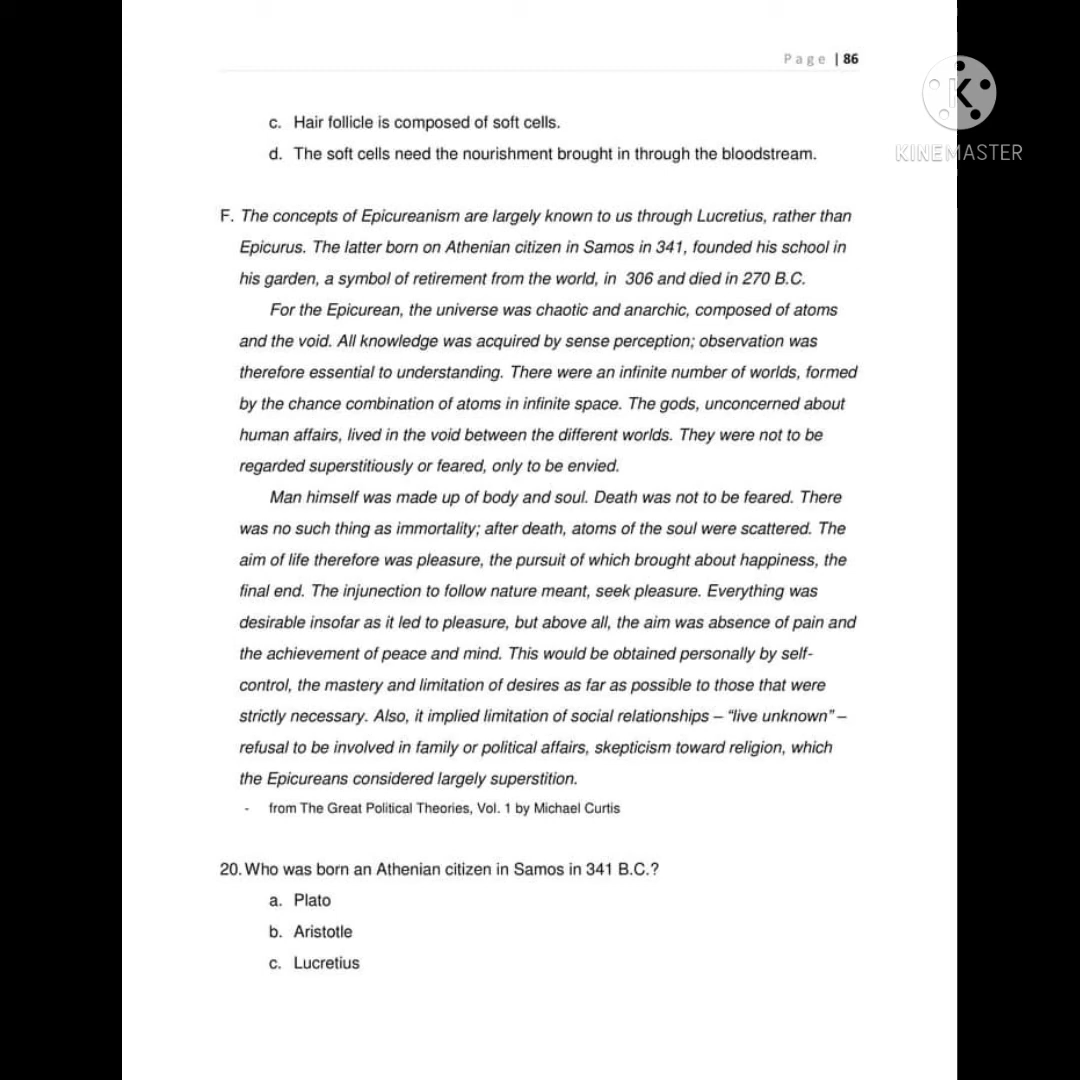 Page | 86
KINEMASTER
c. Hair follicle is composed of soft cells.
d. The soft cells need the nourishment brought in through the bloodstream.
F. The concepts of Epicureanism are largely known to us through Lucretius, rather than
Epicurus. The latter born on Athenian citizen in Samos in 341, founded his school in
his garden, a symbol of retirement from the world, in 306 and died in 270 B.C.
For the Epicurean, the universe was chaotic and anarchic, composed of atoms
and the void. All knowledge was acquired by sense perception; observation was
therefore essential to understanding. There were an infinite number of worlds, formed
by the chance combination of atoms in infinite space. The gods, unconcerned about
human affairs, lived in the void between the different worlds. They were not to be
regarded superstitiously or feared, only to be envied.
Man himself was made up of body and soul. Death was not to be feared. There
was no such thing as immortality; after death, atoms of the soul were scattered. The
aim of life therefore was pleasure, the pursuit of which brought about happiness, the
final end. The injunection to follow nature meant, seek pleasure. Everything was
desirable insofar as it led to pleasure, but above all, the aim was absence of pain and
the achievement of peace and mind. This would be obtained personally by self-
control, the mastery and limitation of desires as far as possible to those that were
strictly necessary. Also, it implied limitation of social relationships – “live unknown” –
refusal to be involved in family or political affairs, skepticism toward religion, which
the Epicureans considered largely superstition.
- from The Great Political Theories, Vol. 1 by Michael Curtis
20. Who was born an Athenian citizen in Samos in 341 B.C.?
a. Plato
b. Aristotle
c. Lucretius